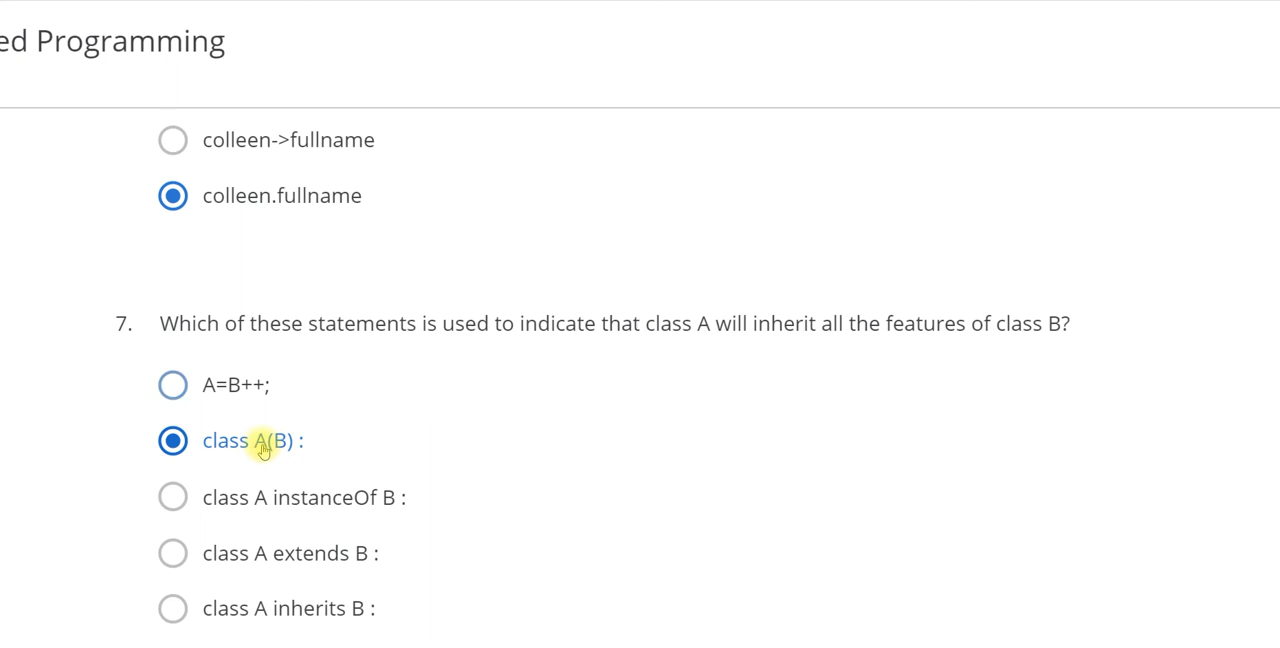 ed Programming
colleen->fullname
colleen.fullname
7. Which of these statements is used to indicate that class A will inherit all the features of class B?
A=B++;
class A(B) :
class A instanceOf B :
class A extends B :
class A inherits B :